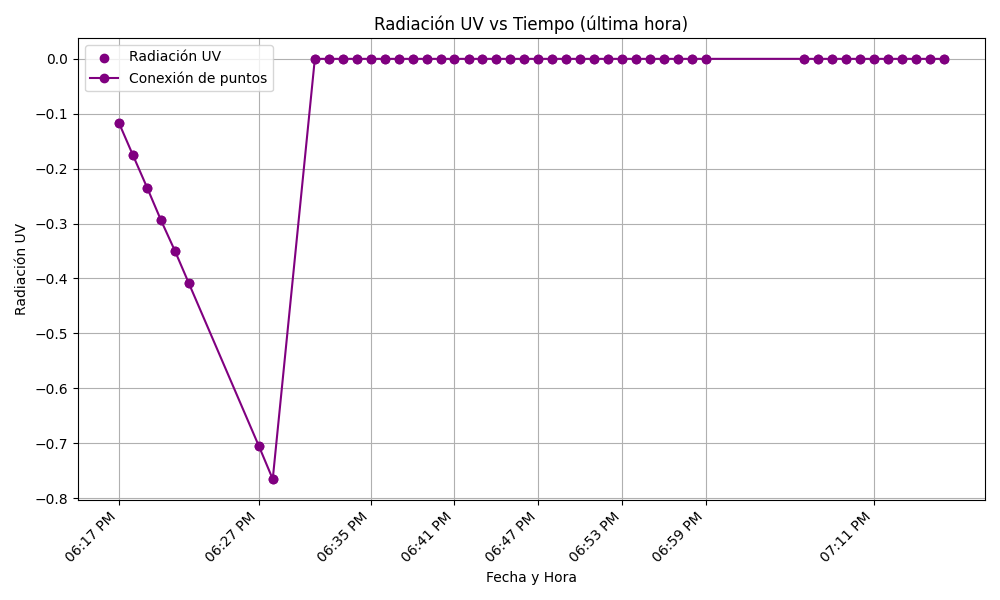 Radiación UV vs Tiempo (última hora)
Radiación UV
Conexión de puntos
Radiación UV
0.0
−0.1
−0.2
−0.3
−0.4
−0.5
−0.6
−0.7
−0.8
06:17 PM
06:27 PM
06:35 PM
06:41 PM
06:47 PM
06:53 PM
06:59 PM
07:11 PM
Fecha y Hora